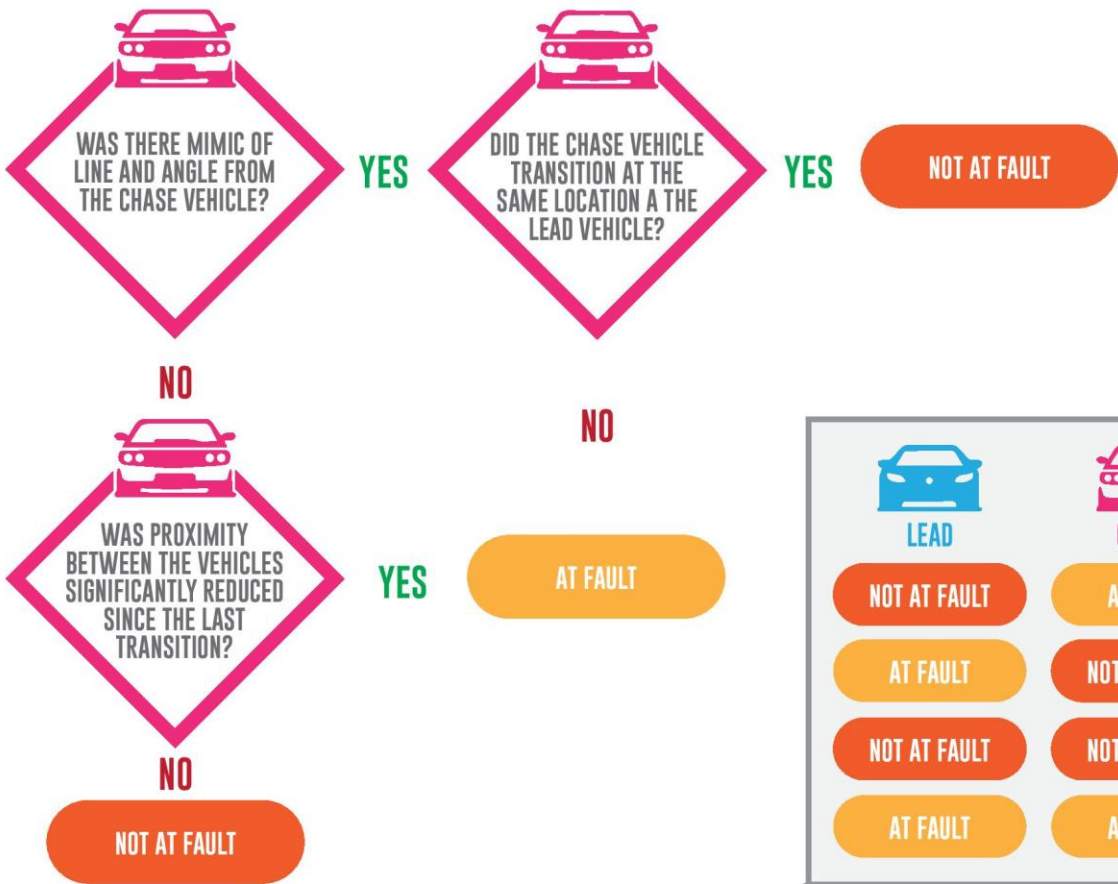 WAS THERE MIMIC OF
LINE AND ANGLE FROM
THE CHASE VEHICLE?
YES
DID THE CHASE VEHICLE
TRANSITION AT THE
SAME LOCATION A THE
LEAD VEHICLE?
YES
NOT AT FAULT
NO
NO
WAS PROXIMITY
BETWEEN THE VEHICLES
SIGNIFICANTLY REDUCED
SINCE THE LAST
TRANSITION?
YES
AT FAULT
NO
NOT AT FAULT
LEAD
NOT AT FAULT
AT FAULT
NOT
NOT AT FAULT
NOT
AT FAULT